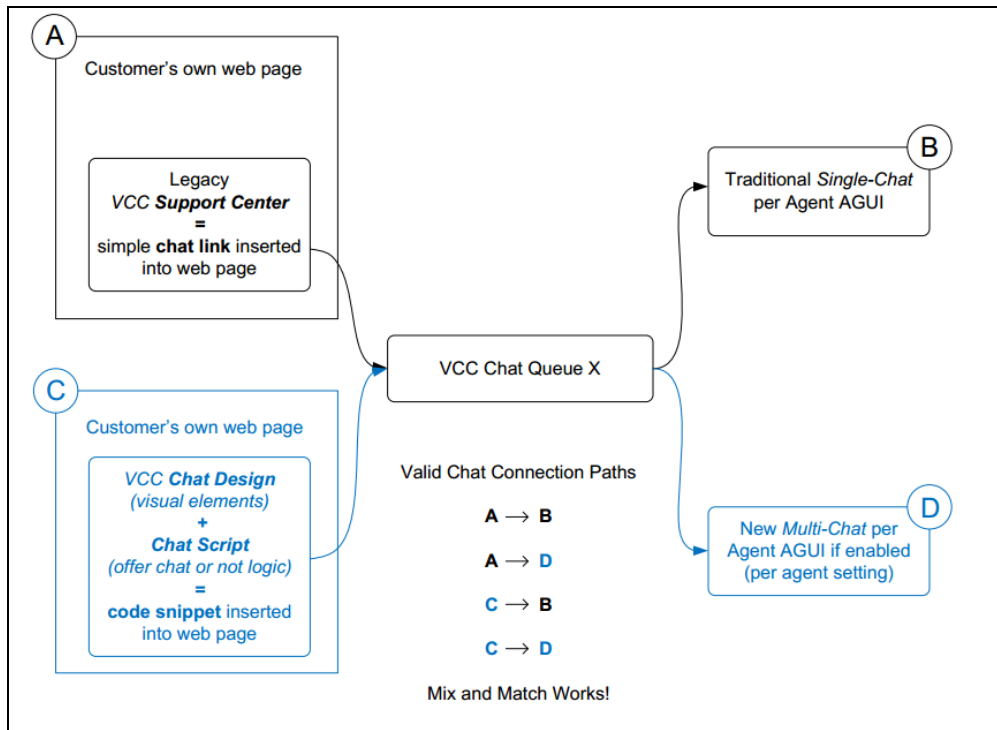 A
Customer's own web page
Legacy
VCC Support Center
=
simple chat link inserted
into web page
B
Traditional Single-Chat
per Agent AGUI
VCC Chat Queue X
C
Customer's own web page
VCC Chat Design
(visual elements)
+
Chat Script
(offer chat or not logic)
=
code snippet inserted
into web page
Valid Chat Connection Paths
A → B
A → D
C → B
C → D
Mix and Match Works!
D
New Multi-Chat per
Agent AGUI if enabled
(per agent setting)